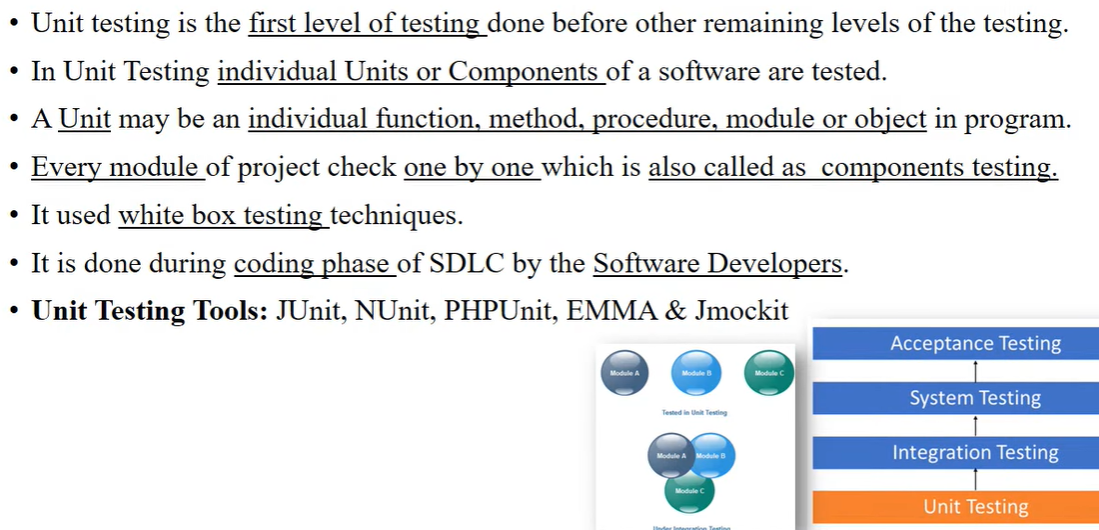 • Unit testing is the first level of testing done before other remaining levels of the testing.
• In Unit Testing individual Units or Components of a software are tested.
• A Unit may be an individual function, method, procedure, module or object in program.
• Every module of project check one by one which is also called as  components testing.
• It used white box testing techniques.
• It is done during coding phase of SDLC by the Software Developers.
• Unit Testing Tools: JUnit, NUnit, PHPUnit, EMMA & Jmockit
Module A
Module B
Module C
Tested in Unit Testing
Module A
Module B
Module C
Under Integration Testing
Acceptance Testing
System Testing
Integration Testing
Unit Testing